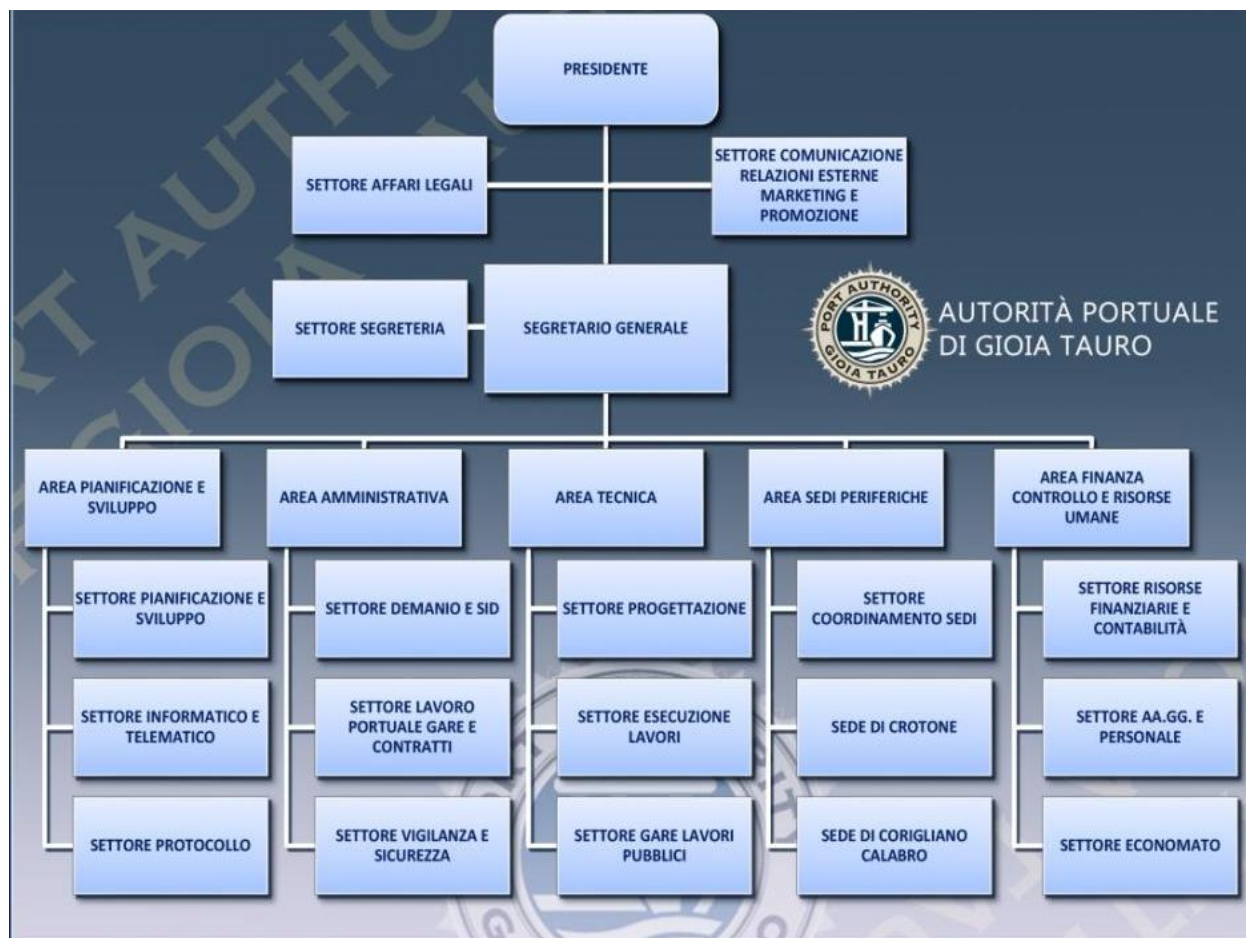 PRESIDENTE
SETTORE AFFARI LEGALI
SETTORE COMUNICAZIONE
RELAZIONI ESTERNE
MARKETING E
PROMOZIONE
SETTORE SEGRETERIA
SEGRETARIO GENERALE
PORT AUTHORITY
GIOIA TAURO
AUTORITÀ PORTUALE
DI GIOIA TAURO
AREA PIANIFICAZIONE E
SVILUPPO
AREA AMMINISTRATIVA
AREA TECNICA
AREA SEDI PERIFERICHE
AREA FINANZA
CONTROLLO E RISORSE
UMANE
SETTORE PIANIFICAZIONE E
SVILUPPO
SETTORE DEMANIO E SID
SETTORE PROGETTAZIONE
SETTORE
COORDINAMENTO SEDI
SETTORE RISORSE
FINANZIARIE E
CONTABILITÀ
SETTORE INFORMATICO E
TELEMATICO
SETTORE LAVORO
PORTUALE GARE E
CONTRATTI
SETTORE ESECUZIONE
LAVORI
SEDE DI CROTONE
SETTORE AA.GG. E
PERSONALE
SETTORE PROTOCOLLO
SETTORE VIGILANZA E
SICUREZZA
SETTORE GARE LAVORI
PUBBLICI
SEDE DI CORIGLIANO
CALABRO
SETTORE ECONOMATO